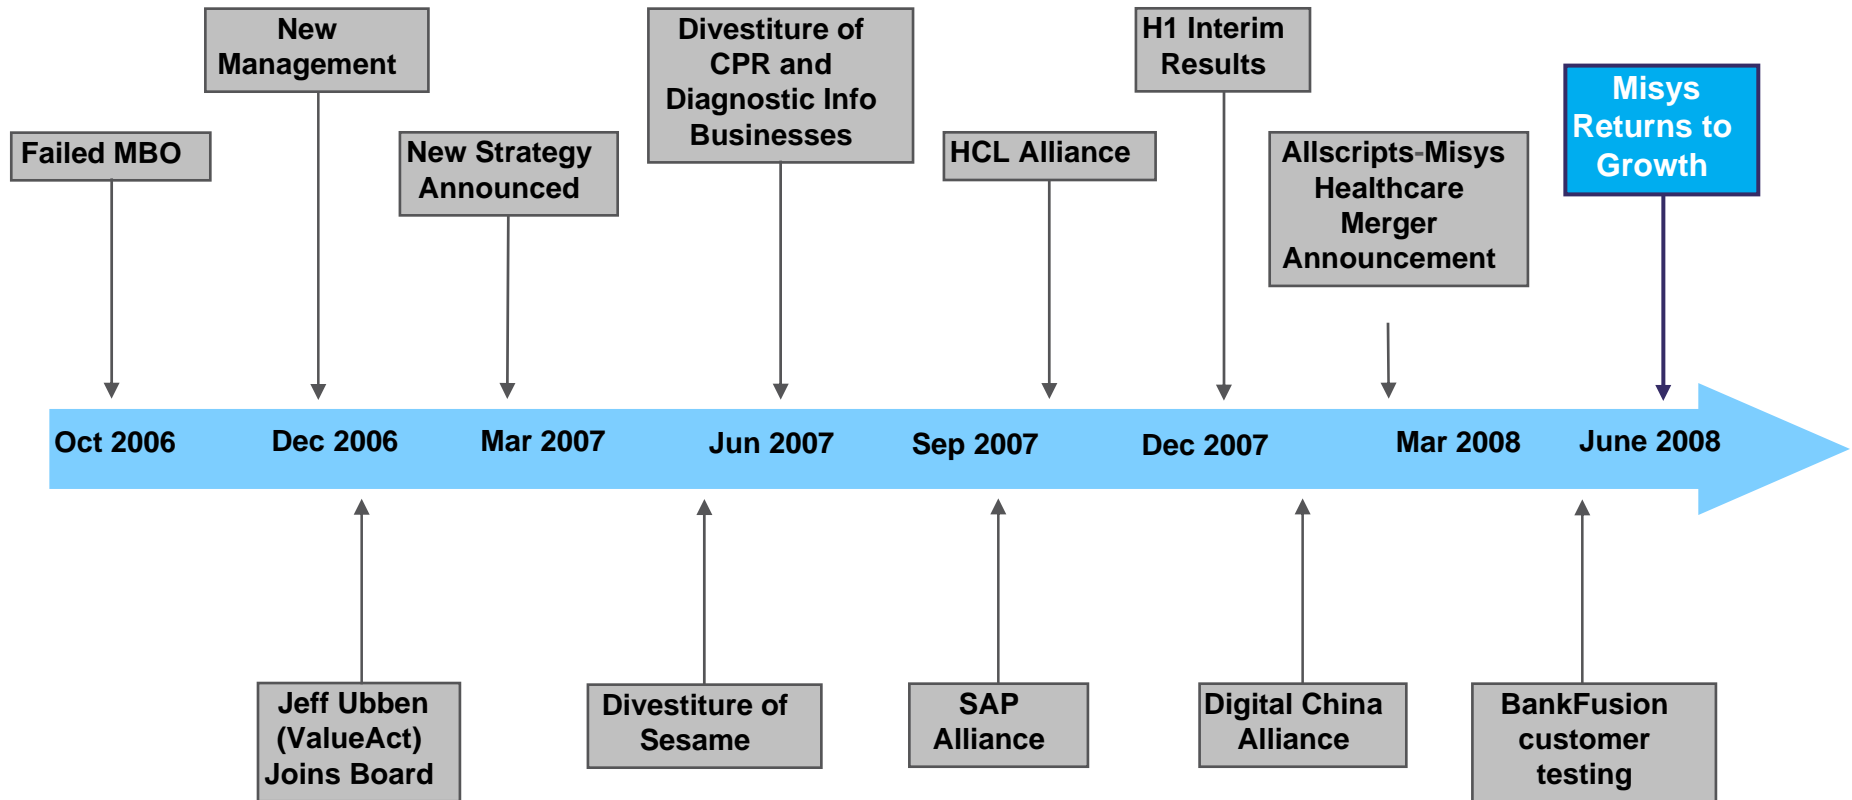 New
Management
Divestiture of
CPR and
Diagnostic Info
Businesses
H1 Interim
Results
Misys
Returns to
Growth
Failed MBO
New Strategy
Announced
HCL Alliance
Allscripts-Misys
Healthcare
Merger
Announcement
Oct 2006
Dec 2006
Mar 2007
Jun 2007
Sep 2007
Dec 2007
Mar 2008
June 2008
Jeff Ubben
(ValueAct)
Joins Board
Divestiture of
Sesame
SAP
Alliance
Digital China
Alliance
BankFusion
customer
testing